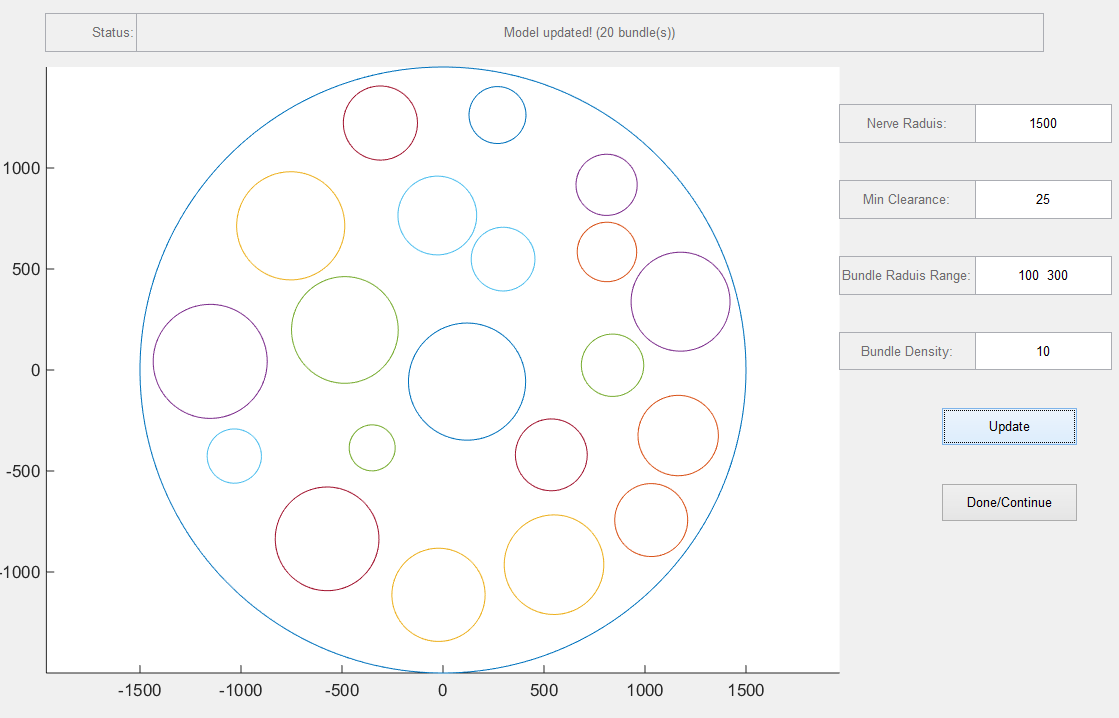 Status: Model updated! (20 bundle(s))
Nerve Raduis: 1500
1000
Min Clearance: 25
500
Bundle Raduis Range: 100 300
0
Bundle Density: 10
Update
-500
Done/Continue
-1000
-1500 -1000 -500 0 500 1000 1500